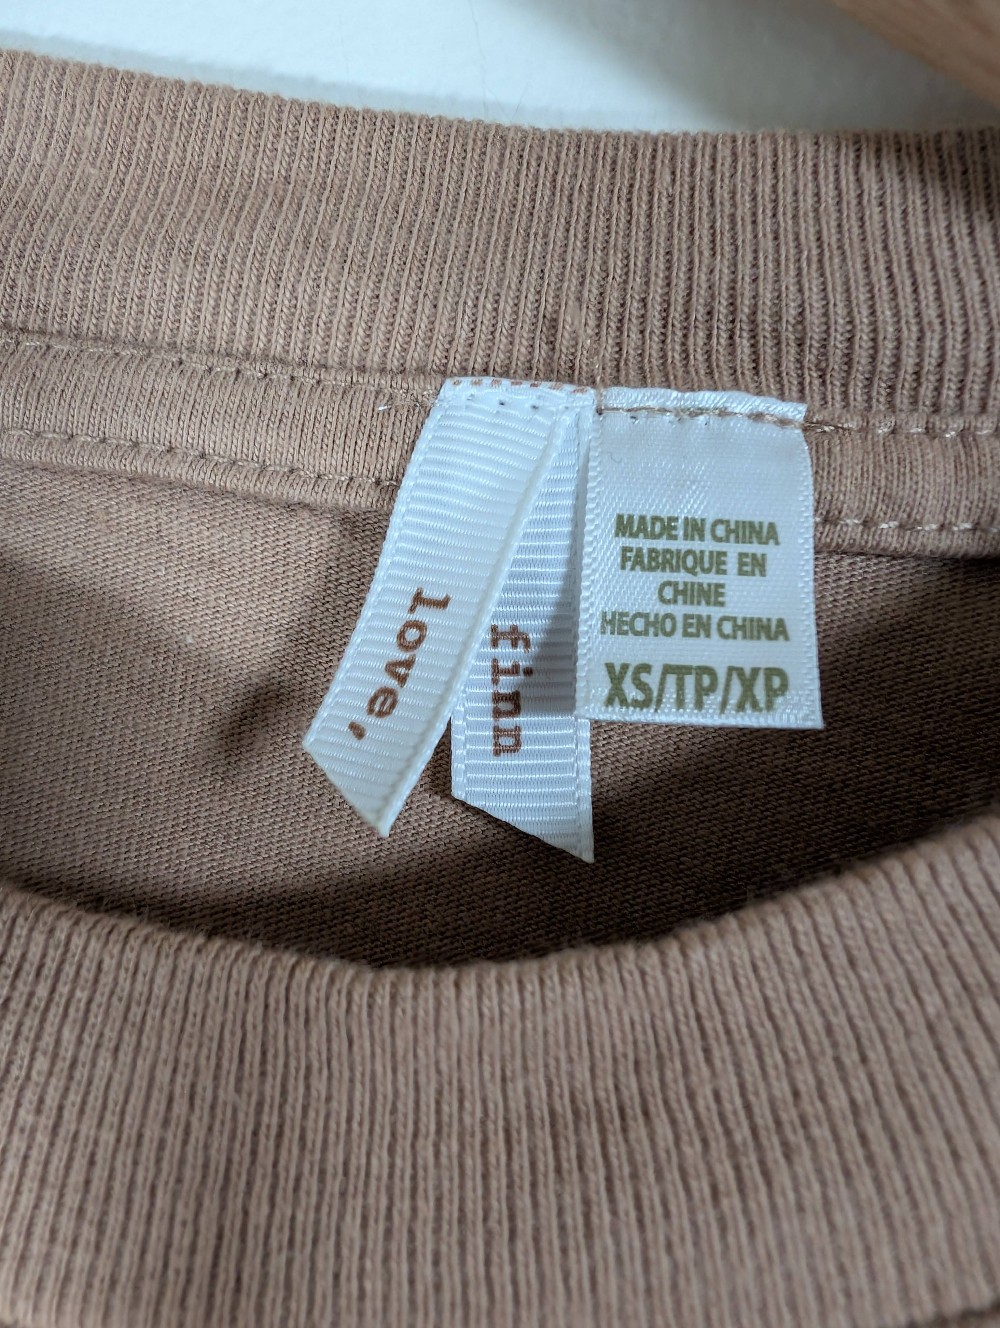 love,
finn
MADE IN CHINA
FABRIQUE EN
CHINE
HECHO EN CHINA
XS/TP/XP